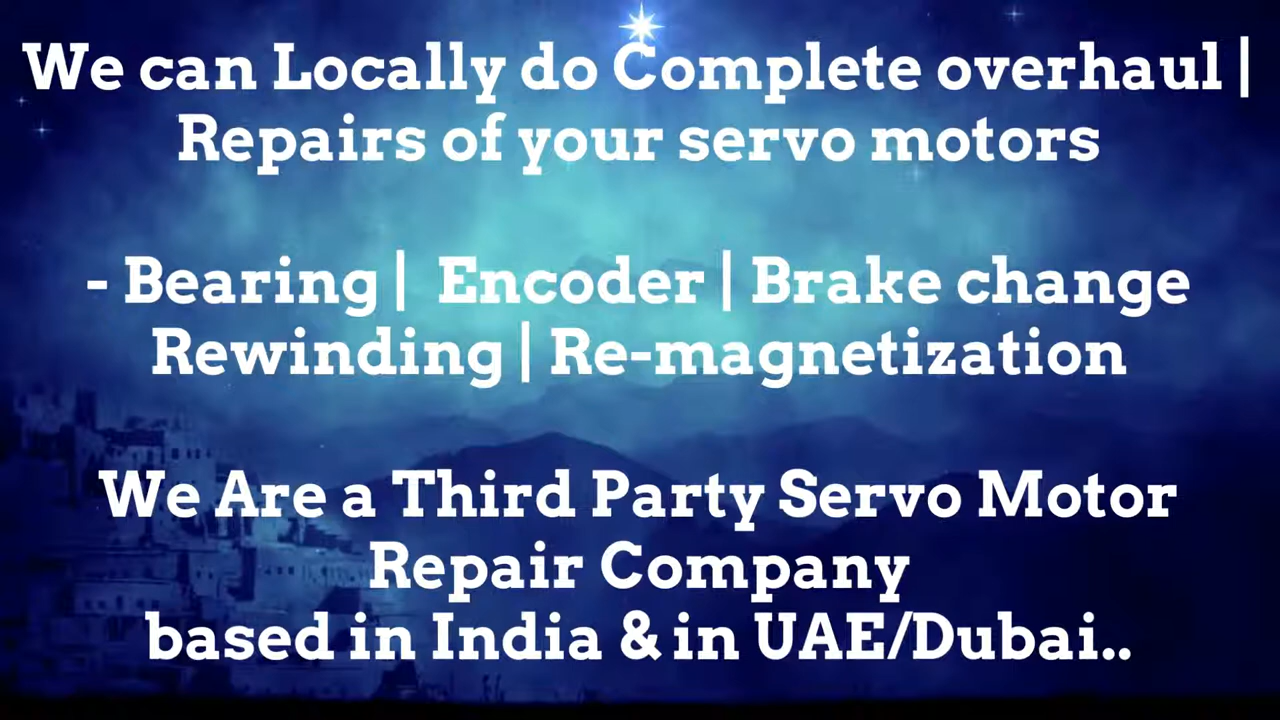 We can Locally do Complete overhaul |
Repairs of your servo motors
- Bearing | Encoder | Brake change
Rewinding | Re-magnetization
We Are a Third Party Servo Motor
Repair Company
based in India & in UAE/Dubai..